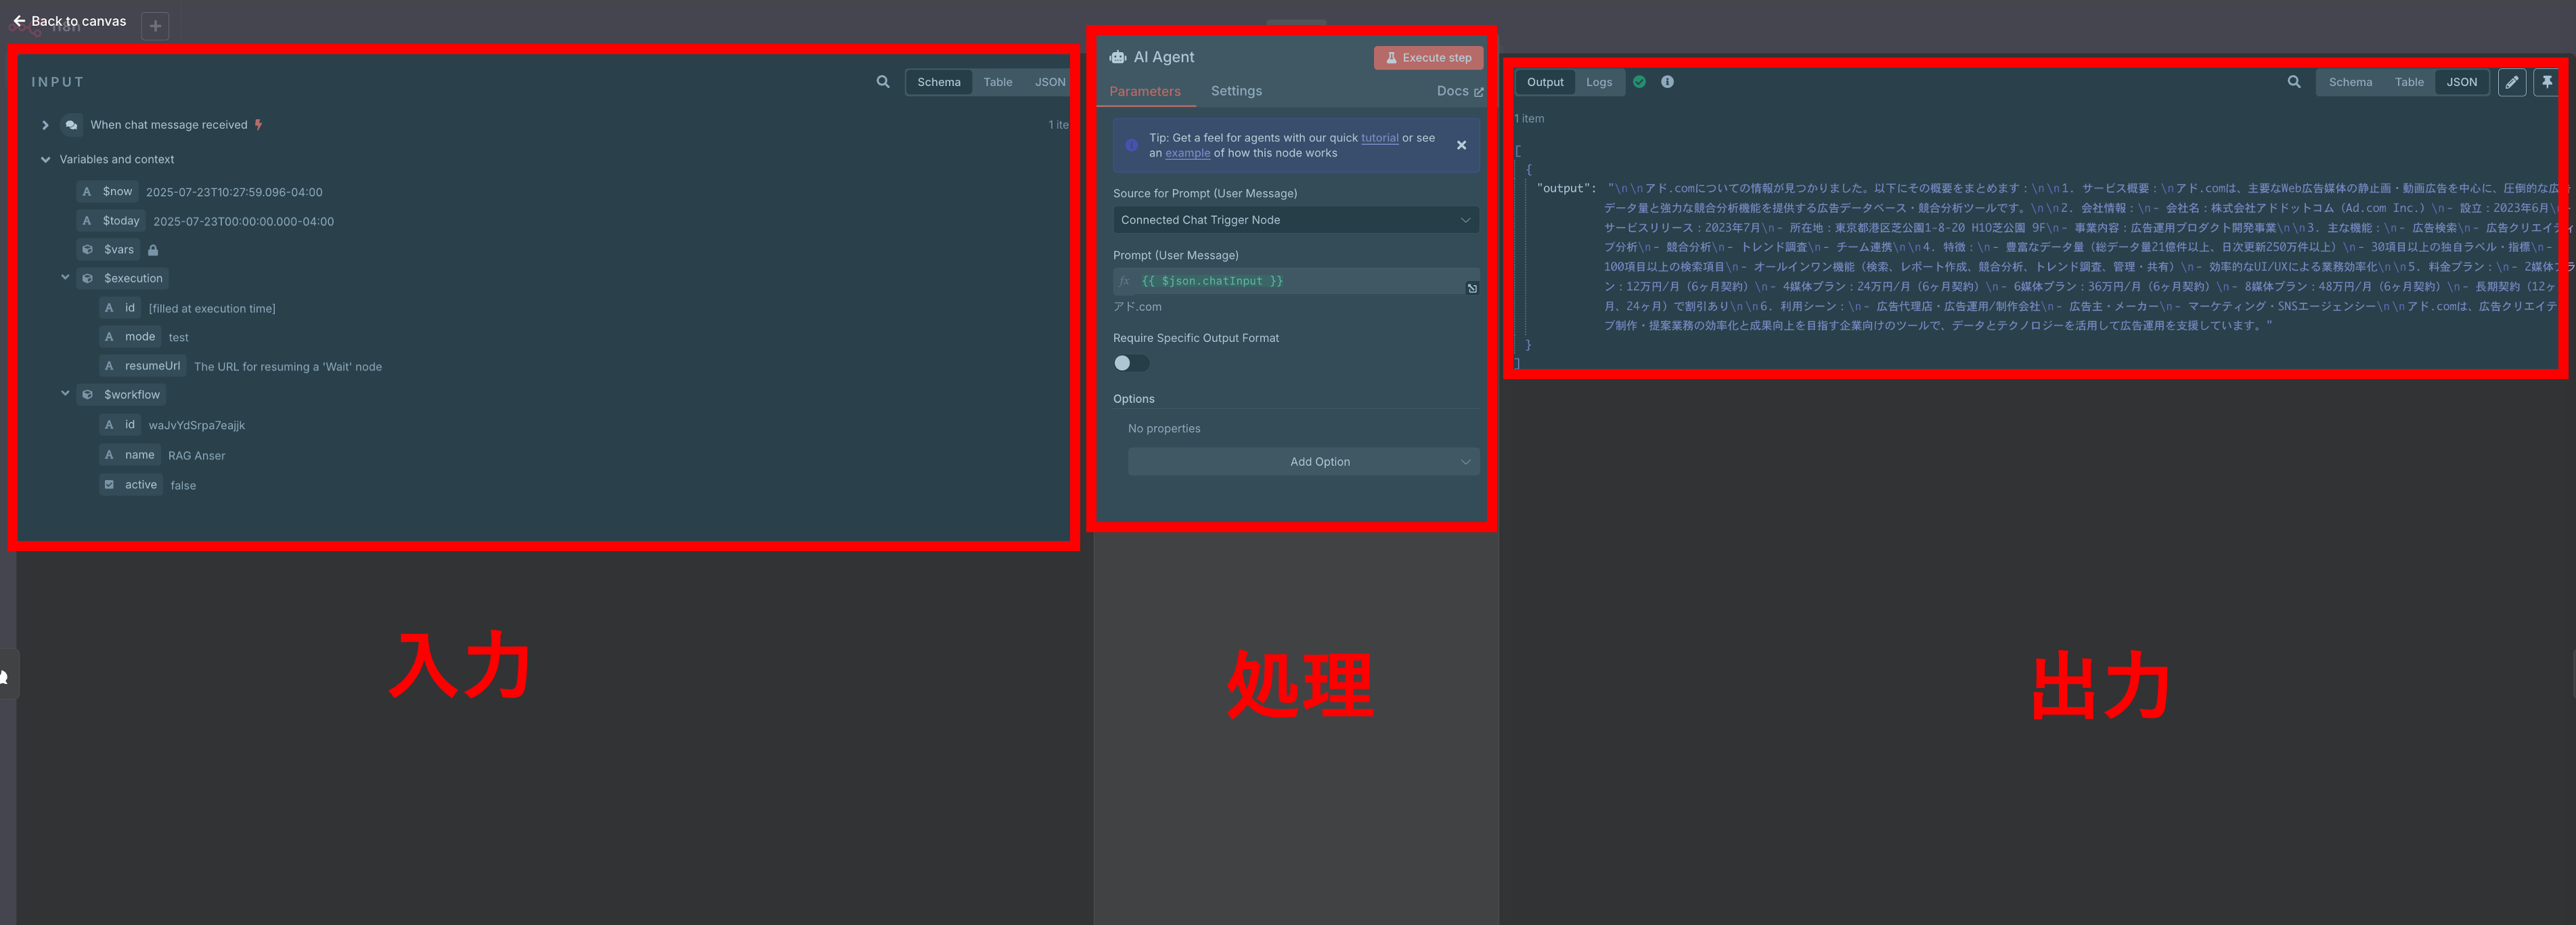 Back to canvas
n8n
INPUT
Schema Table JSON
When chat message received
1 ite
Variables and context
A $now 2025-07-23T10:27:59.096-04:00
A $today 2025-07-23T00:00:00.000-04:00
$vars
$execution
A id [filled at execution time]
A mode test
A resumeUrl The URL for resuming a 'Wait' node
$workflow
A id waJvYdSrpa7eajjk
A name RAG Anser
active false
入力
AI Agent
Execute step
Parameters Settings Docs
Tip: Get a feel for agents with our quick tutorial or see
an example of how this node works
Source for Prompt (User Message)
Connected Chat Trigger Node
Prompt (User Message)
fx {{ $json.chatInput }}
アド.com
Require Specific Output Format
Options
No properties
Add Option
処理
Output Logs
Schema Table JSON
1 item
[
{
"output": "\n\nアド.comについての情報が見つかりました。以下にその概要をまとめます：\n\n1. サービス概要：\nアド.comは、主要なWeb広告媒体の静止画・動画広告を中心に、圧倒的な広告
データ量と強力な競合分析機能を提供する広告データベース・競合分析ツールです。\n\n2. 会社情報：\n- 会社名：株式会社アドドットコム（Ad.com Inc.）\n- 設立：2023年6月\n-
サービスリリース：2023年7月\n- 所在地：東京都港区芝公園1-8-20 H1O芝公園 9F\n- 事業内容：広告運用プロダクト開発事業\n\n3. 主な機能：\n- 広告検索\n- 広告クリエイティ
ブ分析\n- 競合分析\n- トレンド調査\n- チーム連携\n\n4. 特徴：\n- 豊富なデータ量（総データ量21億件以上、日次更新250万件以上）\n- 30項目以上の独自ラベル・指標\n-
100項目以上の検索項目\n- オールインワン機能（検索、レポート作成、競合分析、トレンド調査、管理・共有）\n- 効率的なUI/UXによる業務効率化\n\n5. 料金プラン：\n- 2媒体プラ
ン：12万円/月（6ヶ月契約）\n- 4媒体プラン：24万円/月（6ヶ月契約）\n- 6媒体プラン：36万円/月（6ヶ月契約）\n- 8媒体プラン：48万円/月（6ヶ月契約）\n- 長期契約（12ヶ
月、24ヶ月）で割引あり\n\n6. 利用シーン：\n- 広告代理店・広告運用/制作会社\n- 広告主・メーカー\n- マーケティング・SNSエージェンシー\n\nアド.comは、広告クリエイティ
ブ制作・提案業務の効率化と成果向上を目指す企業向けのツールで、データとテクノロジーを活用して広告運用を支援しています。"
}
]
出力